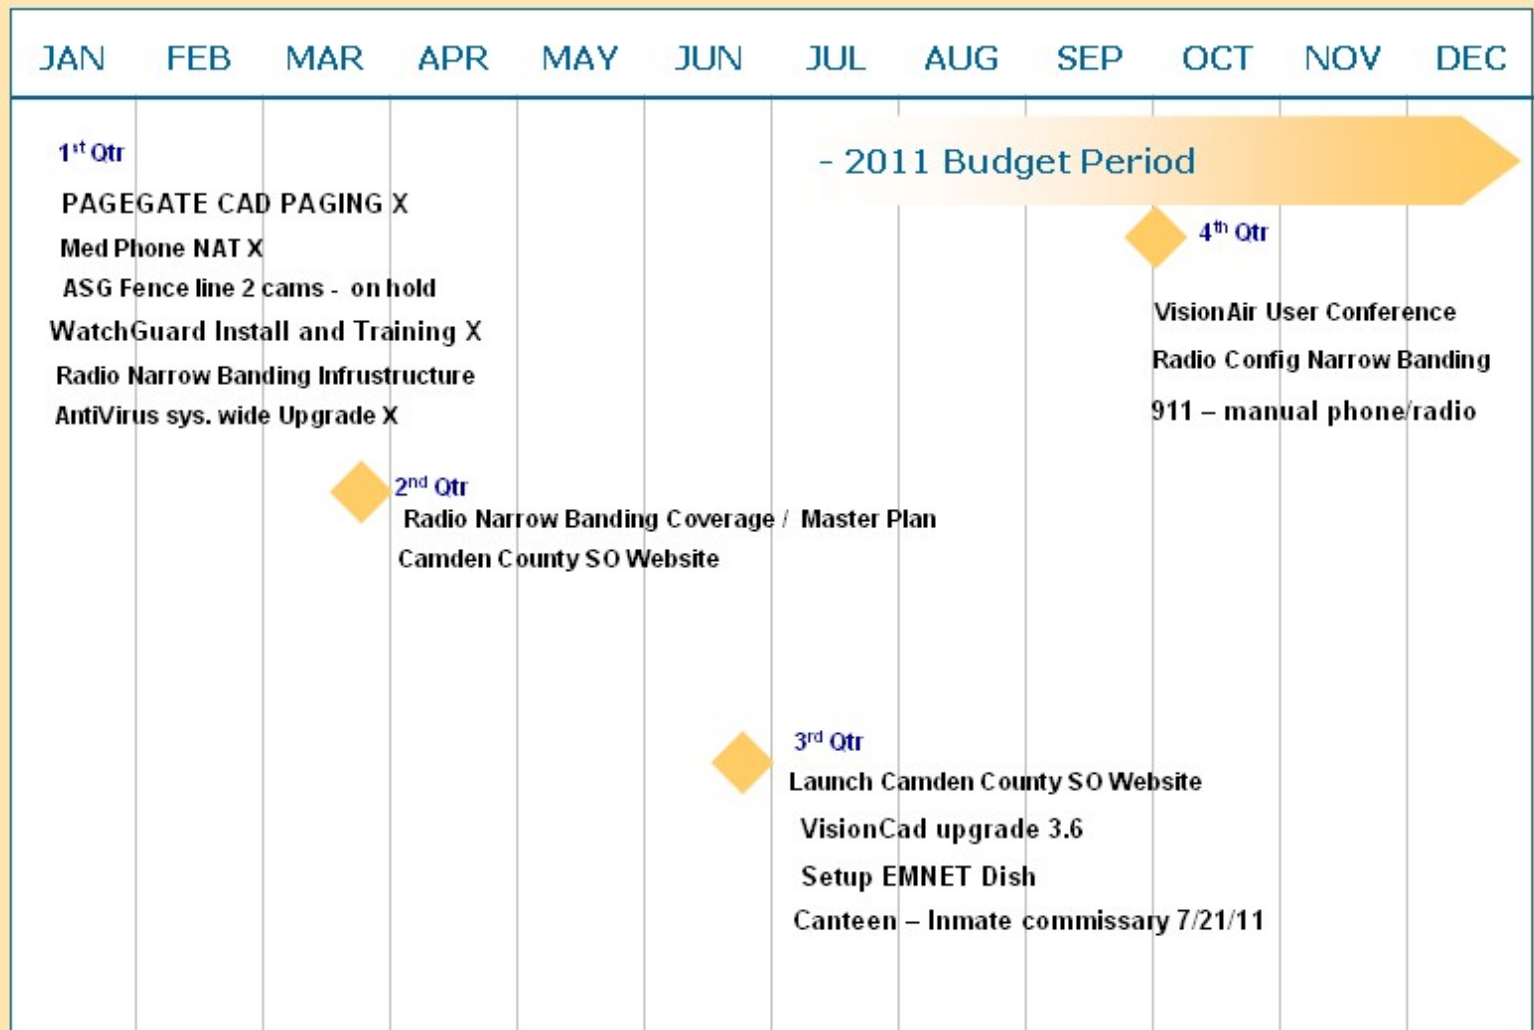 JAN FEB MAR APR MAY JUN JUL AUG SEP OCT NOV DEC
- 2011 Budget Period
1st Qtr
PAGEGATE CAD PAGING X
Med Phone NAT X
ASG Fence line 2 cams - on hold
WatchGuard Install and Training X
Radio Narrow Banding Infrustructure
AntiVirus sys. wide Upgrade X
2nd Qtr
Radio Narrow Banding Coverage / Master Plan
Camden County SO Website
3rd Qtr
Launch Camden County SO Website
VisionCad upgrade 3.6
Setup EMNET Dish
Canteen – Inmate commissary 7/21/11
4th Qtr
VisionAir User Conference
Radio Config Narrow Banding
911 – manual phone/radio